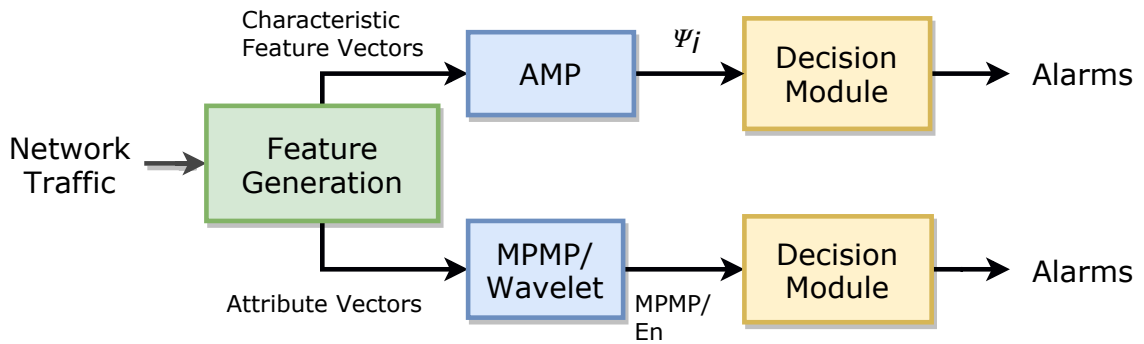 Characteristic
Feature Vectors
AMP
Ψi
Decision
Module
Alarms
Network
Traffic
Feature
Generation
Attribute Vectors
MPMP/
Wavelet
MPMP/
En
Decision
Module
Alarms